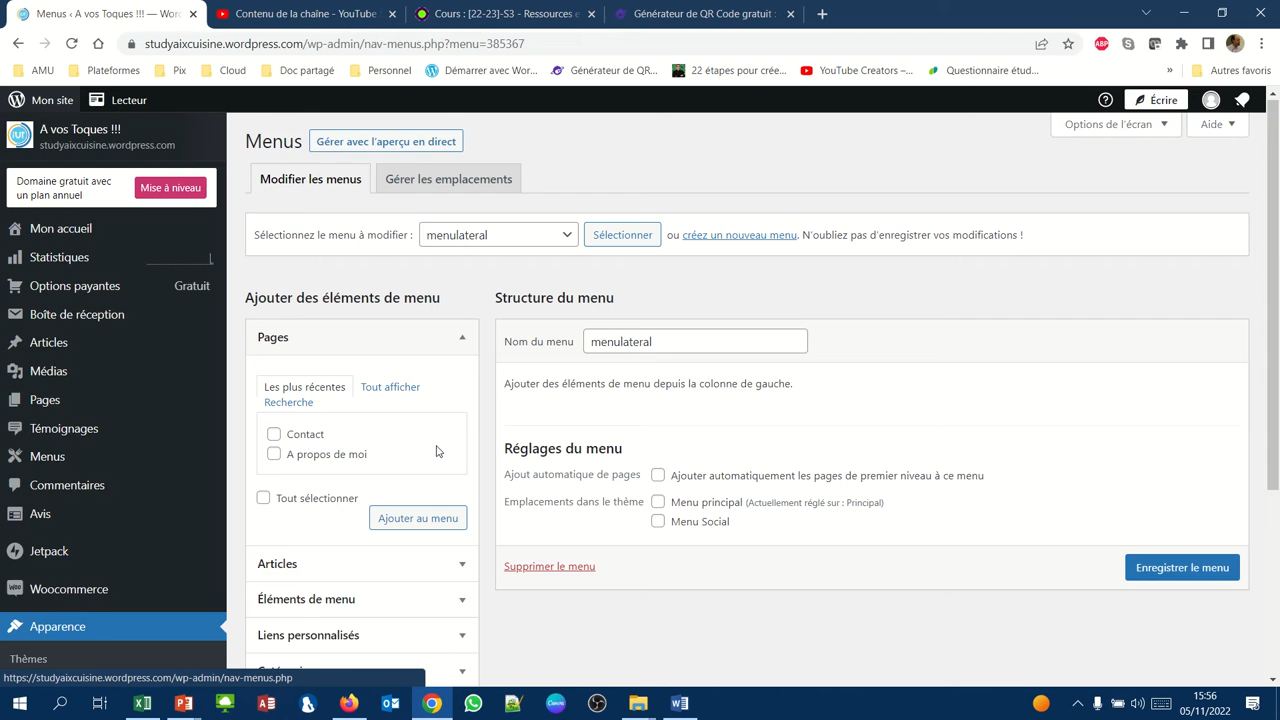 Menus ‹ A vos Toques !!! — Wor
Contenu de la chaîne - YouTube S
Cours : [22-23]-S3 - Ressources e
Générateur de QR Code gratuit :
studyaixcuisine.wordpress.com/wp-admin/nav-menus.php?menu=385367
AMU
Plateformes
Pix
Cloud
Doc partagé
Personnel
Démarrer avec Wor...
Générateur de QR...
22 étapes pour crée...
YouTube Creators –...
Questionnaire étud...
»
Autres favoris
Mon site
Lecteur
Écrire
A vos Toques !!!
studyaixcuisine.wordpress.com
Domaine gratuit avec
un plan annuel
Mise à niveau
Mon accueil
Statistiques
Options payantes
Gratuit
Boîte de réception
Articles
Médias
Pages
Témoignages
Menus
Commentaires
Avis
Jetpack
Woocommerce
Apparence
Thèmes
Menus
Gérer avec l’aperçu en direct
Options de l’écran
Aide
Modifier les menus
Gérer les emplacements
Sélectionnez le menu à modifier :
menulateral
Sélectionner
ou créez un nouveau menu. N’oubliez pas d’enregistrer vos modifications !
Ajouter des éléments de menu
Pages
Les plus récentes
Tout afficher
Recherche
Contact
A propos de moi
Tout sélectionner
Ajouter au menu
Articles
Éléments de menu
Liens personnalisés
Structure du menu
Nom du menu
menulateral
Ajouter des éléments de menu depuis la colonne de gauche.
Réglages du menu
Ajout automatique de pages
Ajouter automatiquement les pages de premier niveau à ce menu
Emplacements dans le thème
Menu principal (Actuellement réglé sur : Principal)
Menu Social
Supprimer le menu
Enregistrer le menu
https://studyaixcuisine.wordpress.com/wp-admin/nav-menus.php
15:56
05/11/2022